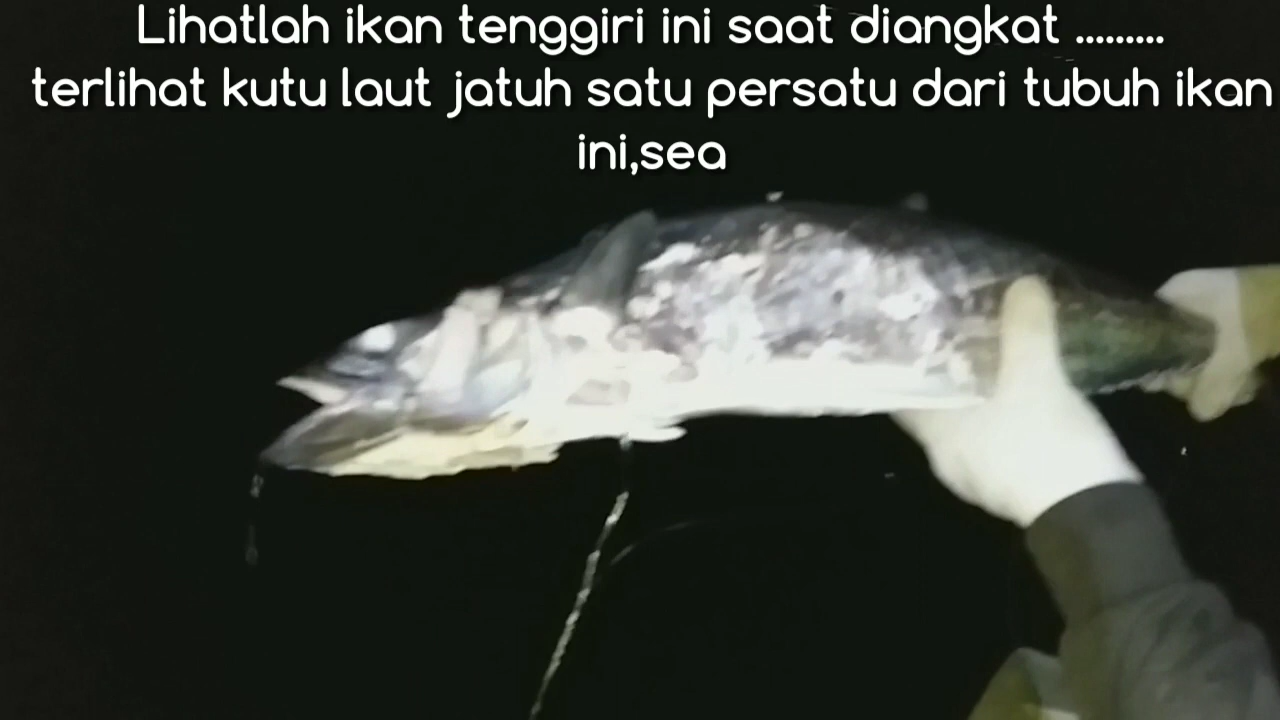 Lihatlah ikan tenggiri ini saat diangkat .........
terlihat kutu laut jatuh satu persatu dari tubuh ikan
ini,sea